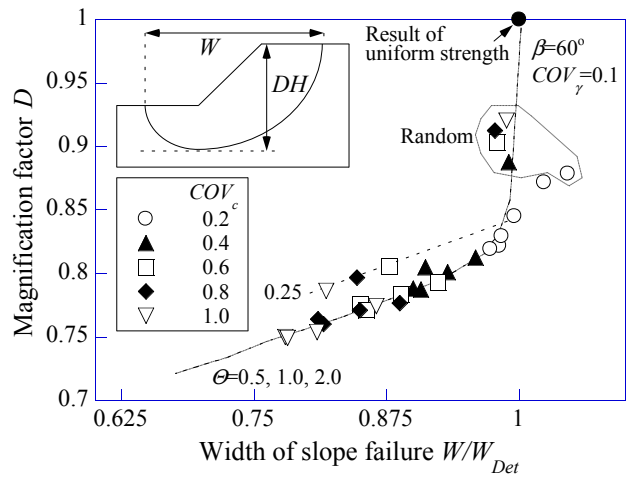 1
0.95
0.9
0.85
0.8
0.75
0.7
Magnification factor D
W
DH
Result of
uniform strength
β=60°
COVγ=0.1
Random
COVc
0.2
0.4
0.6
0.8
1.0
0.25
Θ=0.5, 1.0, 2.0
0.625
0.75
0.875
1
Width of slope failure W/WDet